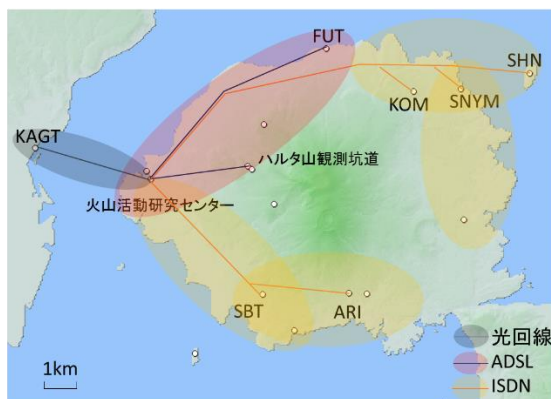 FUT
SHN
KOM
SNYM
KAGT
ハルタ山観測坑道
火山活動研究センター
SBT
ARI
1km
光回線
ADSL
ISDN